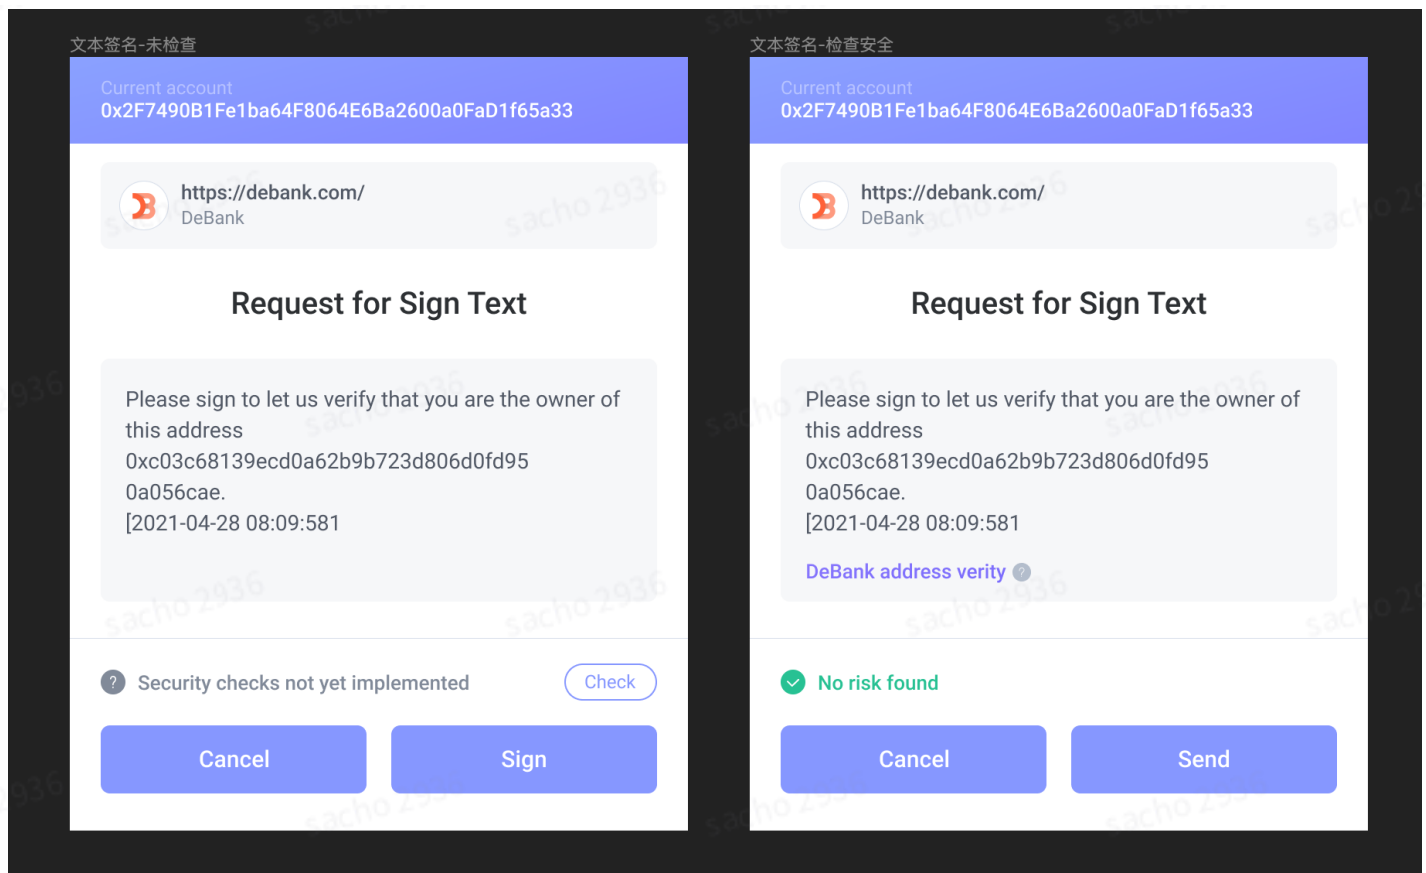 文本签名-未检查
Current account
0x2F7490B1Fe1ba64F8064E6Ba2600a0FaD1f65a33
https://debank.com/
DeBank
Request for Sign Text
Please sign to let us verify that you are the owner of
this address
0xc03c68139ecd0a62b9b723d806d0fd95
0a056cae.
[2021-04-28 08:09:581
? Security checks not yet implemented
Check
Cancel
Sign
文本签名-检查安全
Current account
0x2F7490B1Fe1ba64F8064E6Ba2600a0FaD1f65a33
https://debank.com/
DeBank
Request for Sign Text
Please sign to let us verify that you are the owner of
this address
0xc03c68139ecd0a62b9b723d806d0fd95
0a056cae.
[2021-04-28 08:09:581
DeBank address verity ?
No risk found
Cancel
Send
sacho 2936